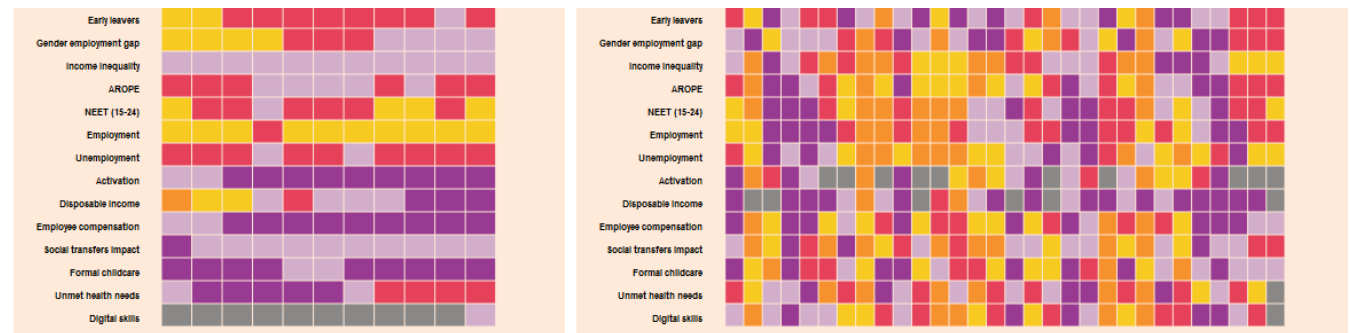 Early leavers
Gender employment gap
Income inequality
AROPE
NEET (15-24)
Employment
Unemployment
Activation
Disposable income
Employee compensation
Social transfers impact
Formal childcare
Unmet health needs
Digital skills
Early leavers
Gender employment gap
Income inequality
AROPE
NEET (15-24)
Employment
Unemployment
Activation
Disposable income
Employee compensation
Social transfers impact
Formal childcare
Unmet health needs
Digital skills